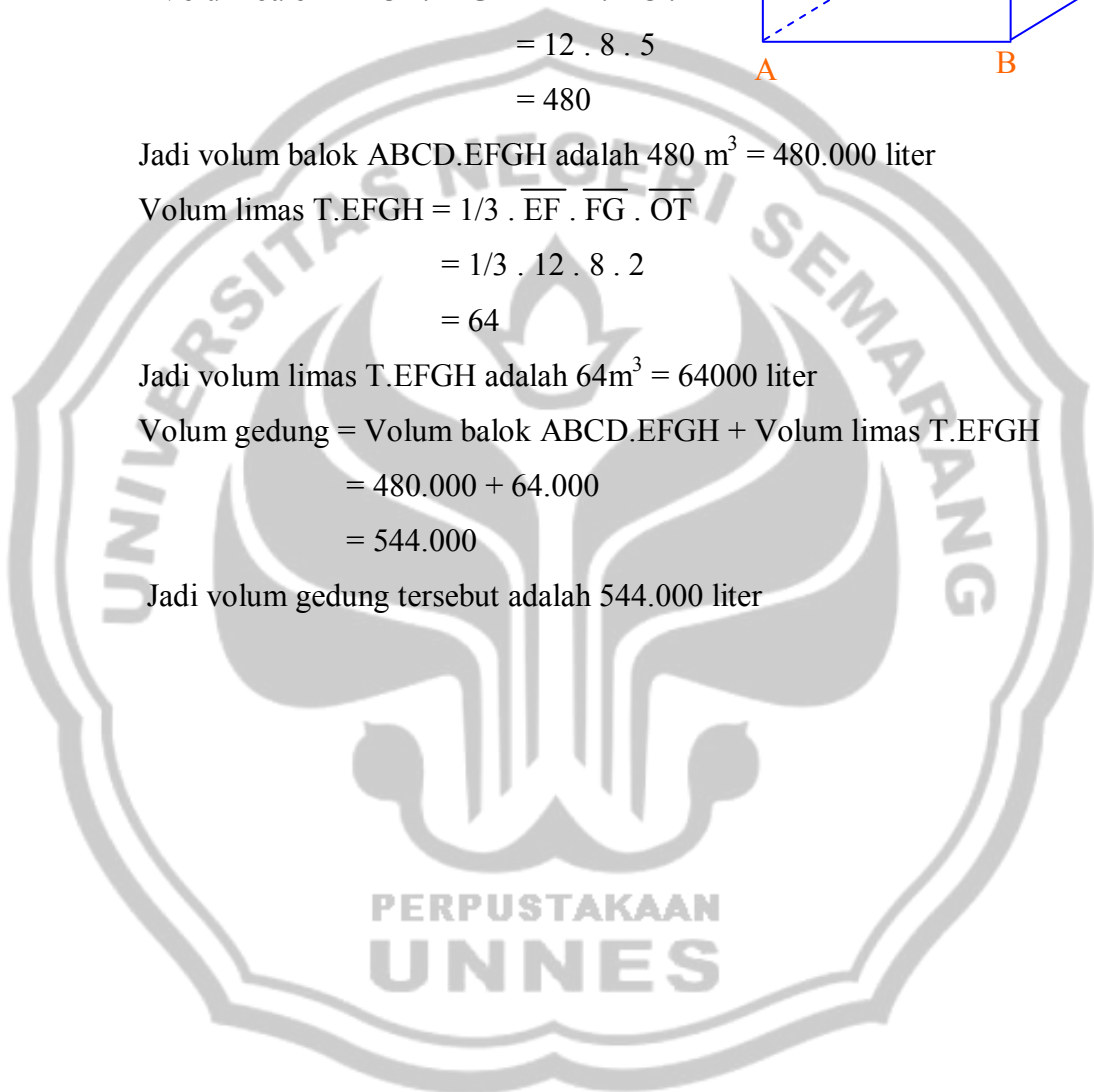 = 12 . 8 . 5
A
B
= 480
Jadi volum balok ABCD.EFGH adalah 480 m³ = 480.000 liter
Volum limas T.EFGH = 1/3 . EF . FG . OT
= 1/3 . 12 . 8 . 2
= 64
Jadi volum limas T.EFGH adalah 64m³ = 64000 liter
Volum gedung = Volum balok ABCD.EFGH + Volum limas T.EFGH
= 480.000 + 64.000
= 544.000
Jadi volum gedung tersebut adalah 544.000 liter
UNIVERSITAS NEGERI SEMARANG
PERPUSTAKAAN
UNNES